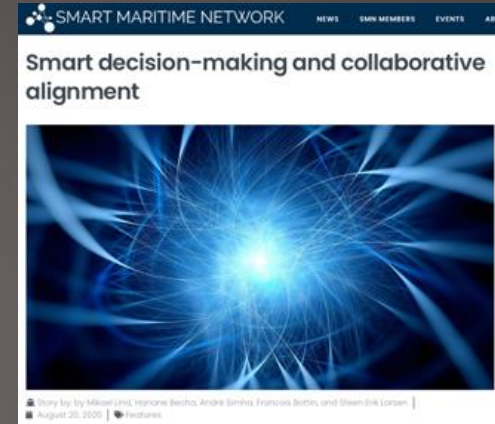 SMART MARITIME NETWORK
NEWS SMN MEMBERS EVENTS
Smart decision-making and collaborative
alignment
Story by, by Mikael Lind, Hanane Becha, André Simha, Francois Bottin, and Steen Erik Larsen
August 20, 2020 Features